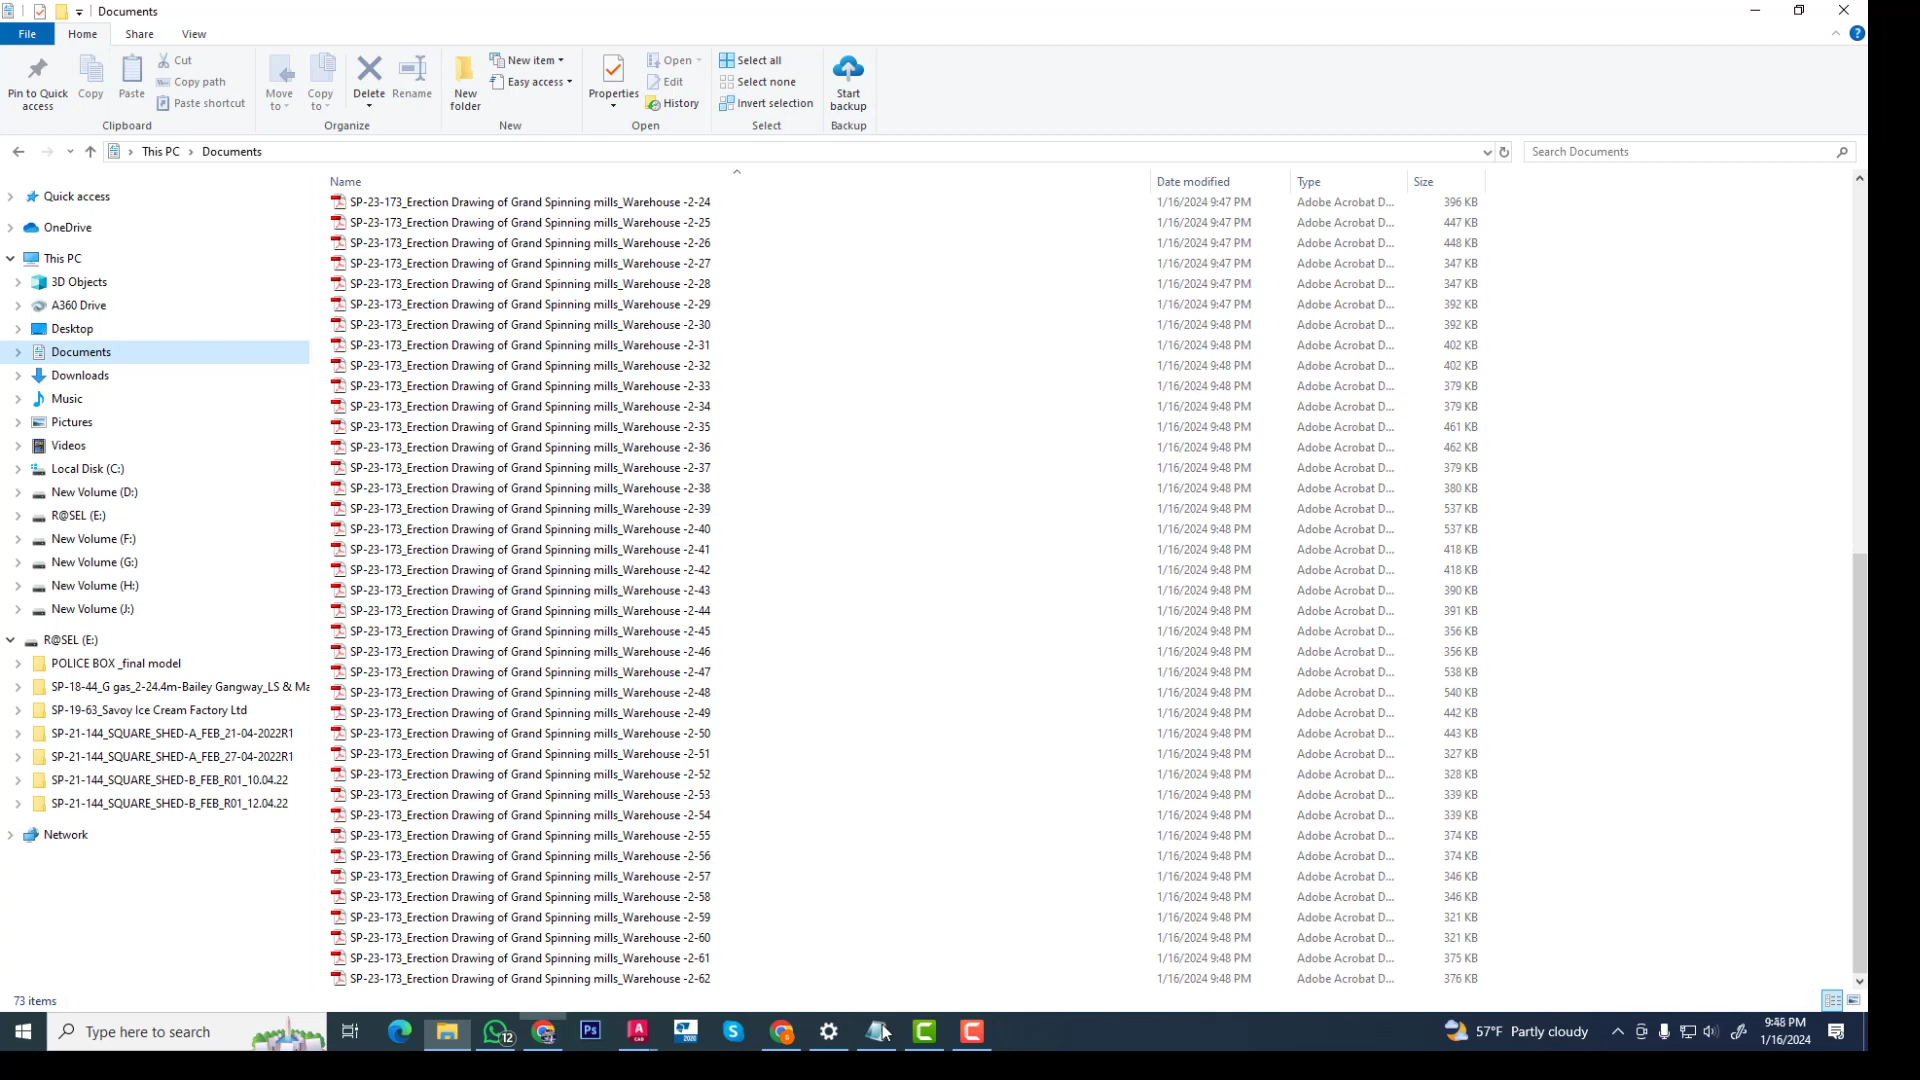 Documents
File Home Share View
Pin to Quick access
Copy
Paste
Cut
Copy path
Paste shortcut
Clipboard
Move to
Copy to
Delete
Rename
Organize
New folder
New item
Easy access
New
Properties
Open
Edit
History
Open
Select all
Select none
Invert selection
Select
Start backup
Backup
This PC > Documents
Search Documents
Quick access
OneDrive
This PC
3D Objects
A360 Drive
Desktop
Documents
Downloads
Music
Pictures
Videos
Local Disk (C:)
New Volume (D:)
R@SEL (E:)
New Volume (F:)
New Volume (G:)
New Volume (H:)
New Volume (J:)
R@SEL (E:)
POLICE BOX _final model
SP-18-44_G gas_2-24.4m-Bailey Gangway_LS & Ma
SP-19-63_Savoy Ice Cream Factory Ltd
SP-21-144_SQUARE_SHED-A_FEB_21-04-2022R1
SP-21-144_SQUARE_SHED-A_FEB_27-04-2022R1
SP-21-144_SQUARE_SHED-B_FEB_R01_10.04.22
SP-21-144_SQUARE_SHED-B_FEB_R01_12.04.22
Network
Name Date modified Type Size
SP-23-173_Erection Drawing of Grand Spinning mills_Warehouse -2-24 1/16/2024 9:47 PM Adobe Acrobat D... 396 KB
SP-23-173_Erection Drawing of Grand Spinning mills_Warehouse -2-25 1/16/2024 9:47 PM Adobe Acrobat D... 447 KB
SP-23-173_Erection Drawing of Grand Spinning mills_Warehouse -2-26 1/16/2024 9:47 PM Adobe Acrobat D... 448 KB
SP-23-173_Erection Drawing of Grand Spinning mills_Warehouse -2-27 1/16/2024 9:47 PM Adobe Acrobat D... 347 KB
SP-23-173_Erection Drawing of Grand Spinning mills_Warehouse -2-28 1/16/2024 9:47 PM Adobe Acrobat D... 347 KB
SP-23-173_Erection Drawing of Grand Spinning mills_Warehouse -2-29 1/16/2024 9:47 PM Adobe Acrobat D... 392 KB
SP-23-173_Erection Drawing of Grand Spinning mills_Warehouse -2-30 1/16/2024 9:48 PM Adobe Acrobat D... 392 KB
SP-23-173_Erection Drawing of Grand Spinning mills_Warehouse -2-31 1/16/2024 9:48 PM Adobe Acrobat D... 402 KB
SP-23-173_Erection Drawing of Grand Spinning mills_Warehouse -2-32 1/16/2024 9:48 PM Adobe Acrobat D... 402 KB
SP-23-173_Erection Drawing of Grand Spinning mills_Warehouse -2-33 1/16/2024 9:48 PM Adobe Acrobat D... 379 KB
SP-23-173_Erection Drawing of Grand Spinning mills_Warehouse -2-34 1/16/2024 9:48 PM Adobe Acrobat D... 379 KB
SP-23-173_Erection Drawing of Grand Spinning mills_Warehouse -2-35 1/16/2024 9:48 PM Adobe Acrobat D... 461 KB
SP-23-173_Erection Drawing of Grand Spinning mills_Warehouse -2-36 1/16/2024 9:48 PM Adobe Acrobat D... 462 KB
SP-23-173_Erection Drawing of Grand Spinning mills_Warehouse -2-37 1/16/2024 9:48 PM Adobe Acrobat D... 379 KB
SP-23-173_Erection Drawing of Grand Spinning mills_Warehouse -2-38 1/16/2024 9:48 PM Adobe Acrobat D... 380 KB
SP-23-173_Erection Drawing of Grand Spinning mills_Warehouse -2-39 1/16/2024 9:48 PM Adobe Acrobat D... 537 KB
SP-23-173_Erection Drawing of Grand Spinning mills_Warehouse -2-40 1/16/2024 9:48 PM Adobe Acrobat D... 537 KB
SP-23-173_Erection Drawing of Grand Spinning mills_Warehouse -2-41 1/16/2024 9:48 PM Adobe Acrobat D... 418 KB
SP-23-173_Erection Drawing of Grand Spinning mills_Warehouse -2-42 1/16/2024 9:48 PM Adobe Acrobat D... 418 KB
SP-23-173_Erection Drawing of Grand Spinning mills_Warehouse -2-43 1/16/2024 9:48 PM Adobe Acrobat D... 390 KB
SP-23-173_Erection Drawing of Grand Spinning mills_Warehouse -2-44 1/16/2024 9:48 PM Adobe Acrobat D... 391 KB
SP-23-173_Erection Drawing of Grand Spinning mills_Warehouse -2-45 1/16/2024 9:48 PM Adobe Acrobat D... 356 KB
SP-23-173_Erection Drawing of Grand Spinning mills_Warehouse -2-46 1/16/2024 9:48 PM Adobe Acrobat D... 356 KB
SP-23-173_Erection Drawing of Grand Spinning mills_Warehouse -2-47 1/16/2024 9:48 PM Adobe Acrobat D... 538 KB
SP-23-173_Erection Drawing of Grand Spinning mills_Warehouse -2-48 1/16/2024 9:48 PM Adobe Acrobat D... 540 KB
SP-23-173_Erection Drawing of Grand Spinning mills_Warehouse -2-49 1/16/2024 9:48 PM Adobe Acrobat D... 442 KB
SP-23-173_Erection Drawing of Grand Spinning mills_Warehouse -2-50 1/16/2024 9:48 PM Adobe Acrobat D... 443 KB
SP-23-173_Erection Drawing of Grand Spinning mills_Warehouse -2-51 1/16/2024 9:48 PM Adobe Acrobat D... 327 KB
SP-23-173_Erection Drawing of Grand Spinning mills_Warehouse -2-52 1/16/2024 9:48 PM Adobe Acrobat D... 328 KB
SP-23-173_Erection Drawing of Grand Spinning mills_Warehouse -2-53 1/16/2024 9:48 PM Adobe Acrobat D... 339 KB
SP-23-173_Erection Drawing of Grand Spinning mills_Warehouse -2-54 1/16/2024 9:48 PM Adobe Acrobat D... 339 KB
SP-23-173_Erection Drawing of Grand Spinning mills_Warehouse -2-55 1/16/2024 9:48 PM Adobe Acrobat D... 374 KB
SP-23-173_Erection Drawing of Grand Spinning mills_Warehouse -2-56 1/16/2024 9:48 PM Adobe Acrobat D... 374 KB
SP-23-173_Erection Drawing of Grand Spinning mills_Warehouse -2-57 1/16/2024 9:48 PM Adobe Acrobat D... 346 KB
SP-23-173_Erection Drawing of Grand Spinning mills_Warehouse -2-58 1/16/2024 9:48 PM Adobe Acrobat D... 346 KB
SP-23-173_Erection Drawing of Grand Spinning mills_Warehouse -2-59 1/16/2024 9:48 PM Adobe Acrobat D... 321 KB
SP-23-173_Erection Drawing of Grand Spinning mills_Warehouse -2-60 1/16/2024 9:48 PM Adobe Acrobat D... 321 KB
SP-23-173_Erection Drawing of Grand Spinning mills_Warehouse -2-61 1/16/2024 9:48 PM Adobe Acrobat D... 375 KB
SP-23-173_Erection Drawing of Grand Spinning mills_Warehouse -2-62 1/16/2024 9:48 PM Adobe Acrobat D... 376 KB
73 items
Type here to search
12
Ps
57°F Partly cloudy
9:48 PM
1/16/2024